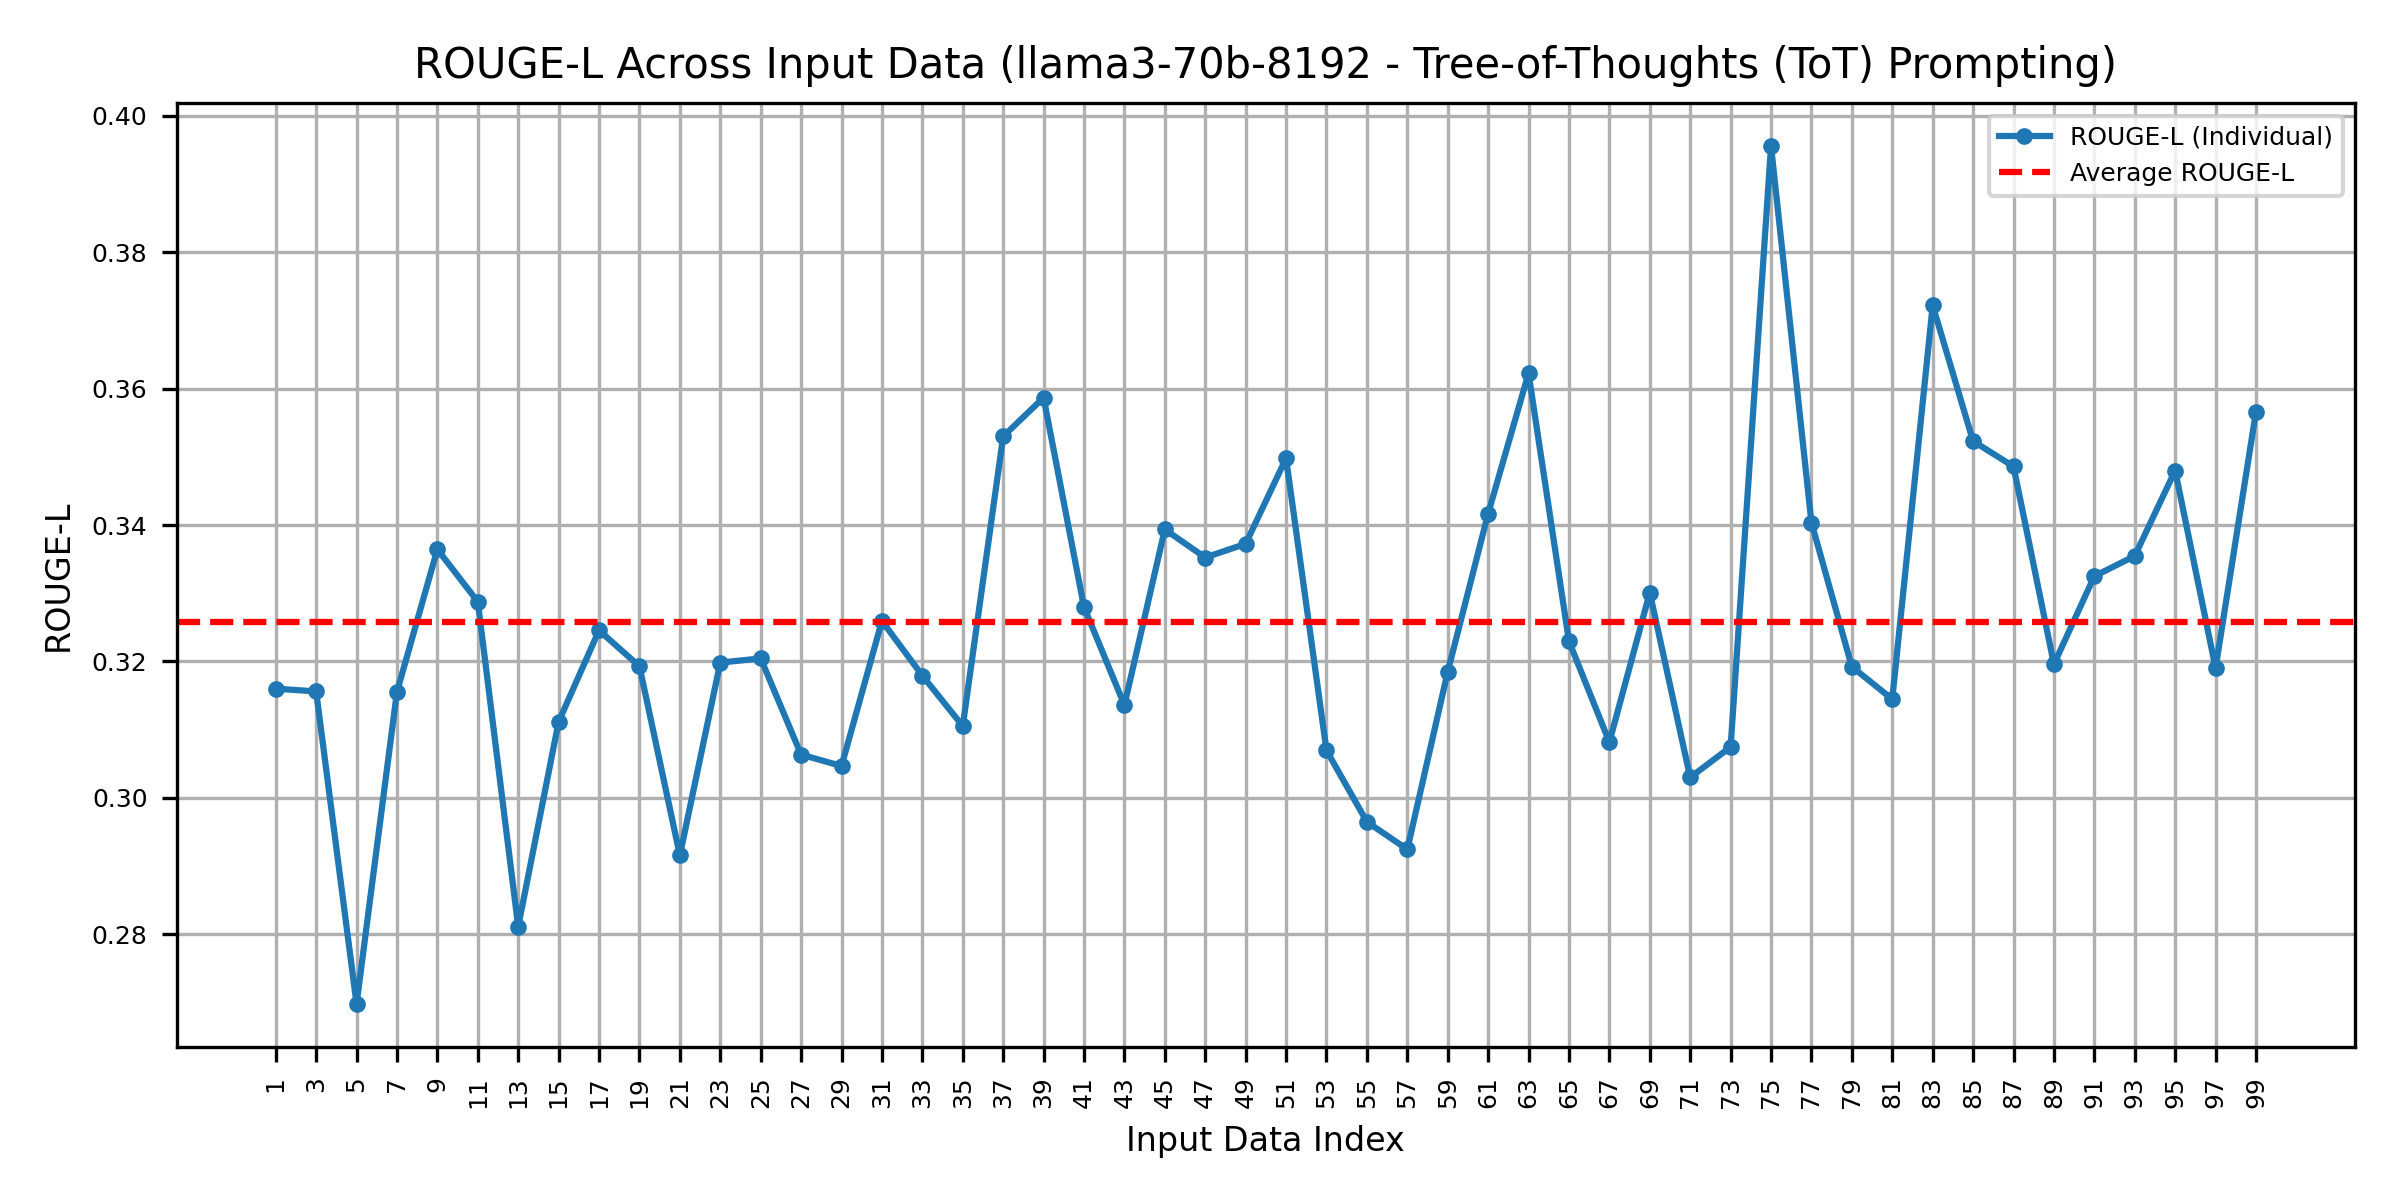 ROUGE-L Across Input Data (llama3-70b-8192 - Tree-of-Thoughts (ToT) Prompting)
ROUGE-L (Individual)
Average ROUGE-L
ROUGE-L
0.40
0.38
0.36
0.34
0.32
0.30
0.28
1 3 5 7 9 11 13 15 17 19 21 23 25 27 29 31 33 35 37 39 41 43 45 47 49 51 53 55 57 59 61 63 65 67 69 71 73 75 77 79 81 83 85 87 89 91 93 95 97 99
Input Data Index